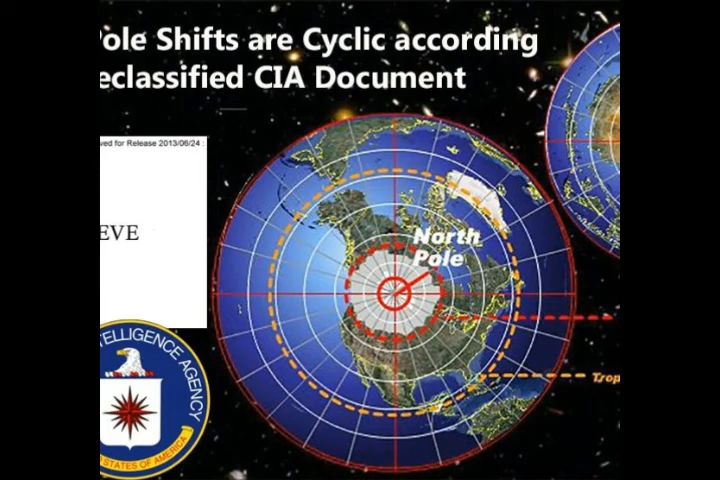 ole Shifts are Cyclic according
eclassified CIA Document
ved for Release 2013/06/24 :
EVE
North
Pole
Trop
ELLIGENCE AGENCY
STATES OF AMERICA